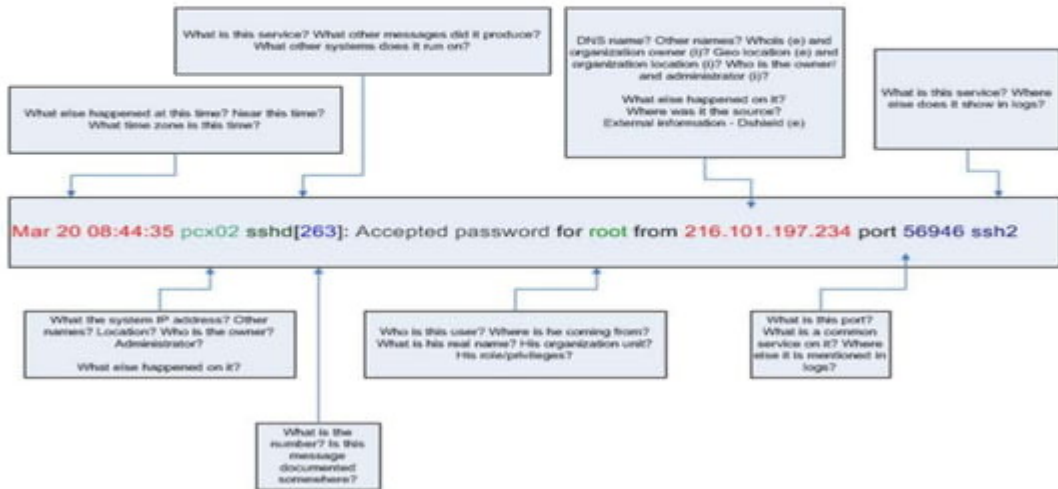 What is this service? What other messages did it produce?
What other systems does it run on?
DNS name? Other names? WhoIs (e) and
organization owner (i)? Geo location (e) and
organization location (i)? Who is the owner/
and administrator (i)?
What else happened on it?
Where was it the source?
External information - Dshield (e)
What is this service? Where
else does it show in logs?
What else happened at this time? Near this time?
What time zone is this time?
Mar 20 08:44:35 pcx02 sshd[263]: Accepted password for root from 216.101.197.234 port 56946 ssh2
What the system IP address? Other
names? Location? Who is the owner?
Administrator?
What else happened on it?
Who is this user? Where is he coming from?
What is his real name? His organization unit?
His role/privileges?
What is this port?
What is a common
service on it? Where
else it is mentioned in
logs?
What is the
number? Is this
message
documented
somewhere?